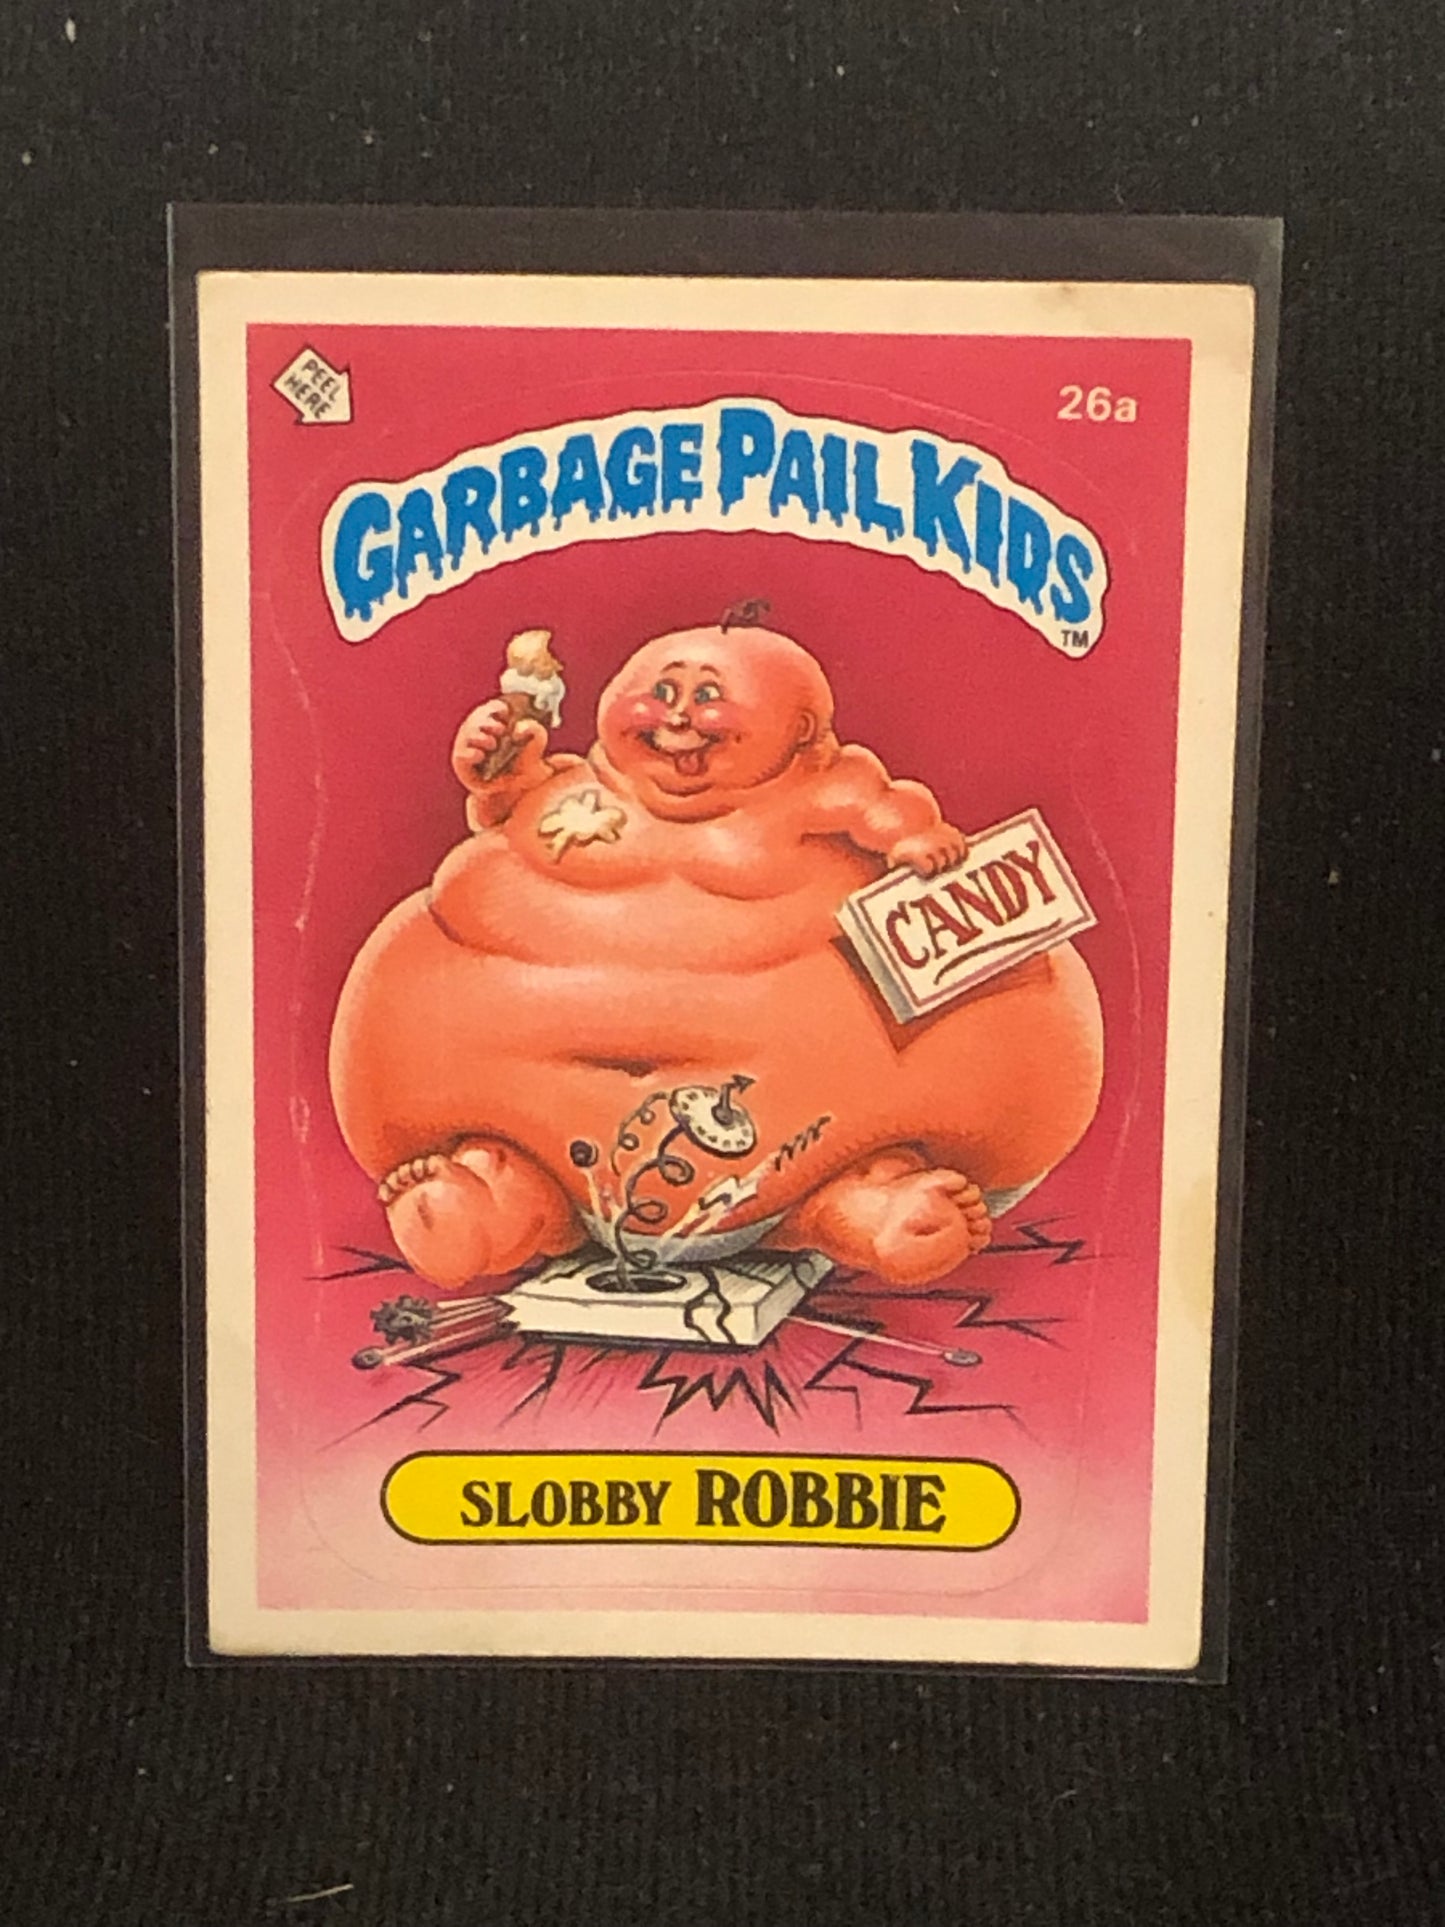 PEEL
HERE
26a
GARBAGE PAIL KIDS
TM
CANDY
SLOBBY ROBBIE